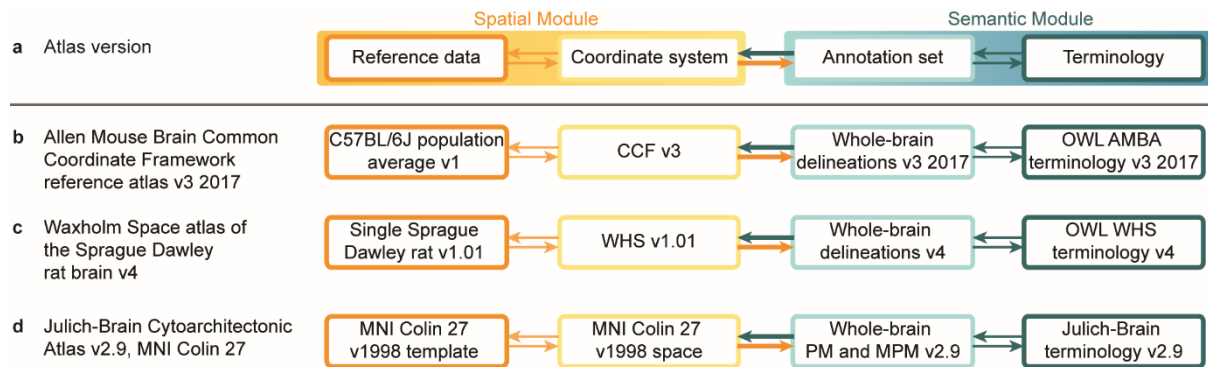 Spatial Module
Semantic Module
a Atlas version
Reference data
Coordinate system
Annotation set
Terminology
b Allen Mouse Brain Common
Coordinate Framework
reference atlas v3 2017
C57BL/6J population
average v1
CCF v3
Whole-brain
delineations v3 2017
OWL AMBA
terminology v3 2017
c Waxholm Space atlas of
the Sprague Dawley
rat brain v4
Single Sprague
Dawley rat v1.01
WHS v1.01
Whole-brain
delineations v4
OWL WHS
terminology v4
d Julich-Brain Cytoarchitectonic
Atlas v2.9, MNI Colin 27
MNI Colin 27
v1998 template
MNI Colin 27
v1998 space
Whole-brain
PM and MPM v2.9
Julich-Brain
terminology v2.9